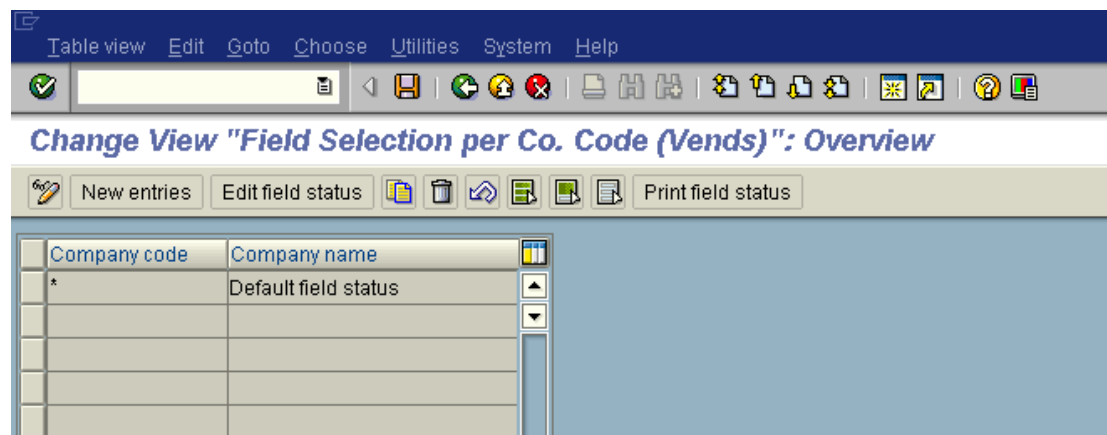 Table view Edit Goto Choose Utilities System Help
Change View "Field Selection per Co. Code (Vends)": Overview
New entries Edit field status Print field status
Company code Company name
* Default field status